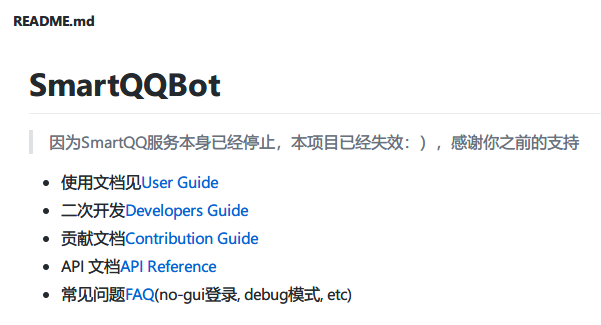 README.md
SmartQQBot
因为SmartQQ服务本身已经停止，本项目已经失效：），感谢你之前的支持
使用文档见User Guide
二次开发Developers Guide
贡献文档Contribution Guide
API 文档API Reference
常见问题FAQ(no-gui登录, debug模式, etc)